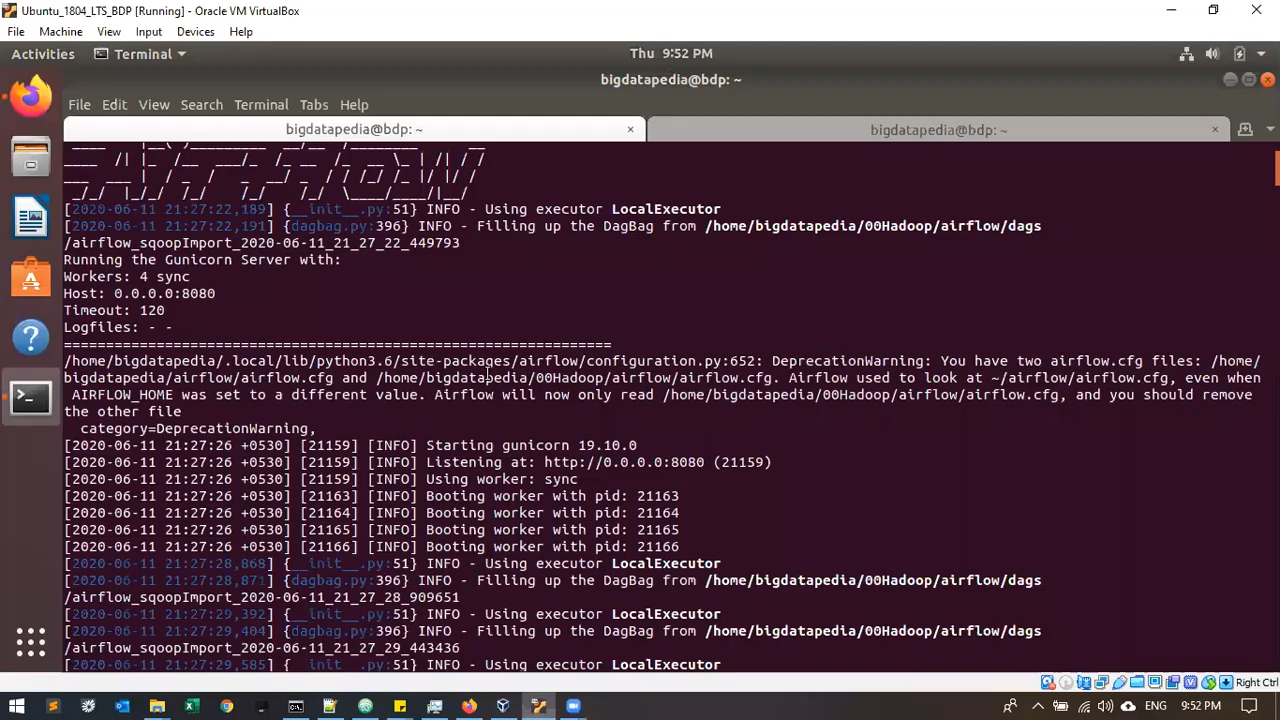 Ubuntu_1804_LTS_BDP [Running] - Oracle VM VirtualBox
File Machine View Input Devices Help
Activities Terminal Thu 9:52 PM
bigdatapedia@bdp: ~
File Edit View Search Terminal Tabs Help
bigdatapedia@bdp: ~ bigdatapedia@bdp: ~
[2020-06-11 21:27:22,189] {__init__.py:51} INFO - Using executor LocalExecutor
[2020-06-11 21:27:22,191] {dagbag.py:396} INFO - Filling up the DagBag from /home/bigdatapedia/00Hadoop/airflow/dags
/airflow_sqoopImport_2020-06-11_21_27_22_449793
Running the Gunicorn Server with:
Workers: 4 sync
Host: 0.0.0.0:8080
Timeout: 120
Logfiles: - -
=================================================================
/home/bigdatapedia/.local/lib/python3.6/site-packages/airflow/configuration.py:652: DeprecationWarning: You have two airflow.cfg files: /home/
bigdatapedia/airflow/airflow.cfg and /home/bigdatapedia/00Hadoop/airflow/airflow.cfg. Airflow used to look at ~/airflow/airflow.cfg, even when
AIRFLOW_HOME was set to a different value. Airflow will now only read /home/bigdatapedia/00Hadoop/airflow/airflow.cfg, and you should remove
the other file
category=DeprecationWarning,
[2020-06-11 21:27:26 +0530] [21159] [INFO] Starting gunicorn 19.10.0
[2020-06-11 21:27:26 +0530] [21159] [INFO] Listening at: http://0.0.0.0:8080 (21159)
[2020-06-11 21:27:26 +0530] [21159] [INFO] Using worker: sync
[2020-06-11 21:27:26 +0530] [21163] [INFO] Booting worker with pid: 21163
[2020-06-11 21:27:26 +0530] [21164] [INFO] Booting worker with pid: 21164
[2020-06-11 21:27:26 +0530] [21165] [INFO] Booting worker with pid: 21165
[2020-06-11 21:27:26 +0530] [21166] [INFO] Booting worker with pid: 21166
[2020-06-11 21:27:28,868] {__init__.py:51} INFO - Using executor LocalExecutor
[2020-06-11 21:27:28,871] {dagbag.py:396} INFO - Filling up the DagBag from /home/bigdatapedia/00Hadoop/airflow/dags
/airflow_sqoopImport_2020-06-11_21_27_28_909651
[2020-06-11 21:27:29,392] {__init__.py:51} INFO - Using executor LocalExecutor
[2020-06-11 21:27:29,404] {dagbag.py:396} INFO - Filling up the DagBag from /home/bigdatapedia/00Hadoop/airflow/dags
/airflow_sqoopImport_2020-06-11_21_27_29_443436
[2020-06-11 21:27:29,585] {__init__.py:51} INFO - Using executor LocalExecutor
Right Ctrl
ENG 9:52 PM